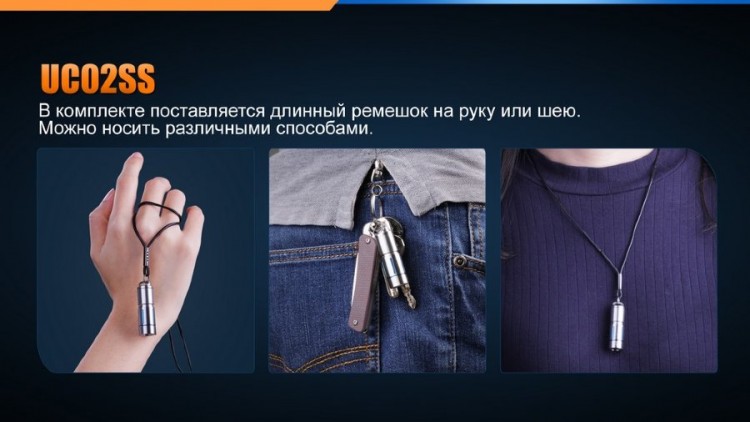 UC02SS
В комплекте поставляется длинный ремешок на руку или шею.
Можно носить различными способами.